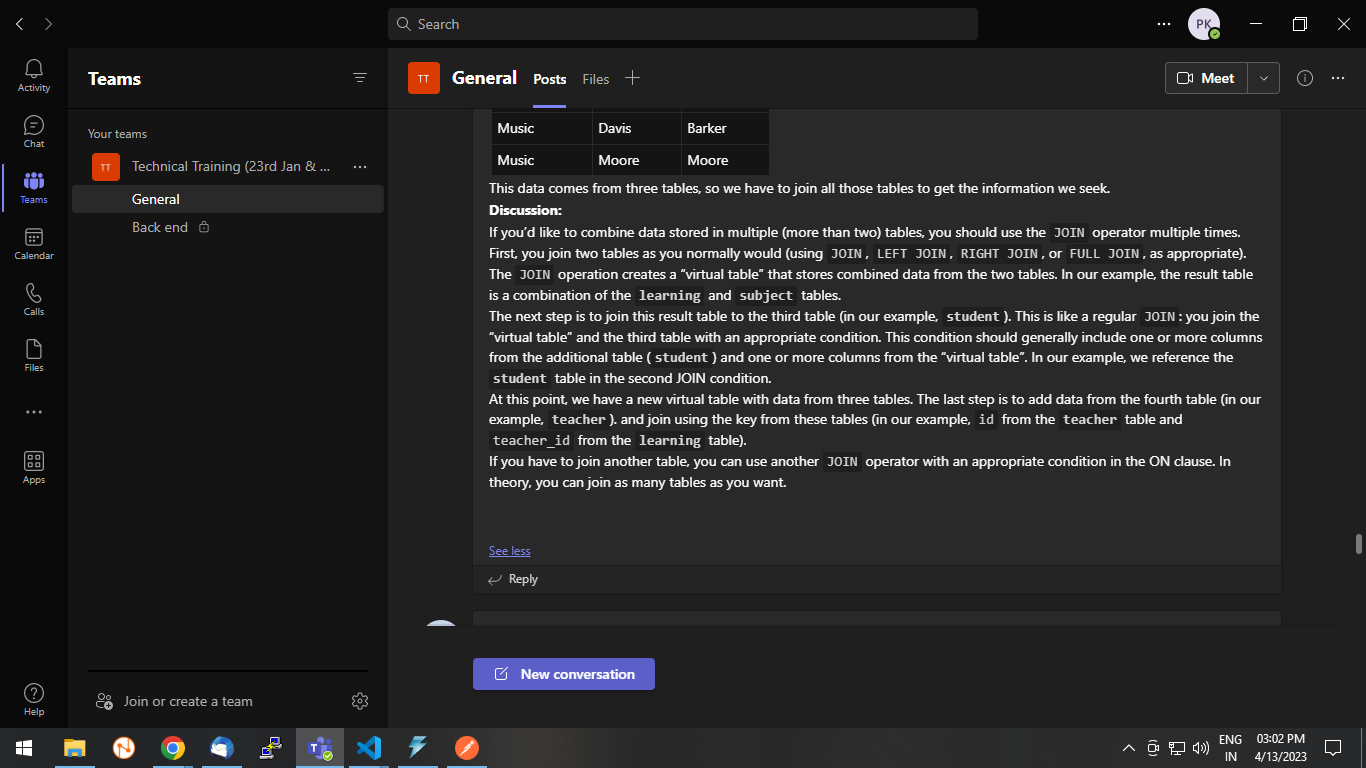 Search
PK
Activity
Chat
Teams
Calendar
Calls
Files
Apps
Help
Teams
Your teams
TT Technical Training (23rd Jan & ...
General
Back end
Join or create a team
TT General Posts Files
Meet
Music Davis Barker
Music Moore Moore
This data comes from three tables, so we have to join all those tables to get the information we seek.
Discussion:
If you’d like to combine data stored in multiple (more than two) tables, you should use the JOIN operator multiple times.
First, you join two tables as you normally would (using JOIN, LEFT JOIN, RIGHT JOIN, or FULL JOIN, as appropriate).
The JOIN operation creates a “virtual table” that stores combined data from the two tables. In our example, the result table
is a combination of the learning and subject tables.
The next step is to join this result table to the third table (in our example, student). This is like a regular JOIN: you join the
“virtual table” and the third table with an appropriate condition. This condition should generally include one or more columns
from the additional table (student) and one or more columns from the “virtual table”. In our example, we reference the
student table in the second JOIN condition.
At this point, we have a new virtual table with data from three tables. The last step is to add data from the fourth table (in our
example, teacher). and join using the key from these tables (in our example, id from the teacher table and
teacher_id from the learning table).
If you have to join another table, you can use another JOIN operator with an appropriate condition in the ON clause. In
theory, you can join as many tables as you want.
See less
Reply
New conversation
ENG
IN
03:02 PM
4/13/2023